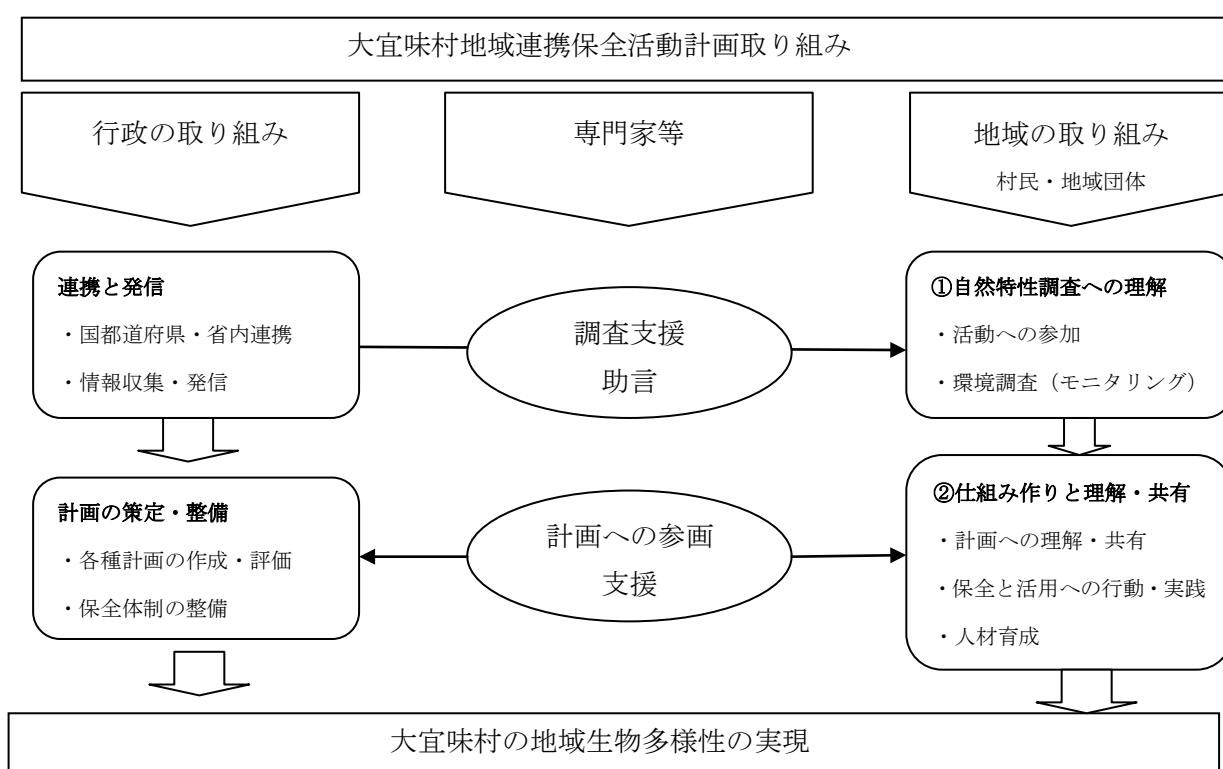 大宜味村地域連携保全活動計画取り組み
行政の取り組み
専門家等
地域の取り組み
村民・地域団体
連携と発信
・国都道府県・省内連携
・情報収集・発信
調査支援
助言
①自然特性調査への理解
・活動への参加
・環境調査（モニタリング）
計画の策定・整備
・各種計画の作成・評価
・保全体制の整備
計画への参画
支援
②仕組み作りと理解・共有
・計画への理解・共有
・保全と活用への行動・実践
・人材育成
大宜味村の地域生物多様性の実現